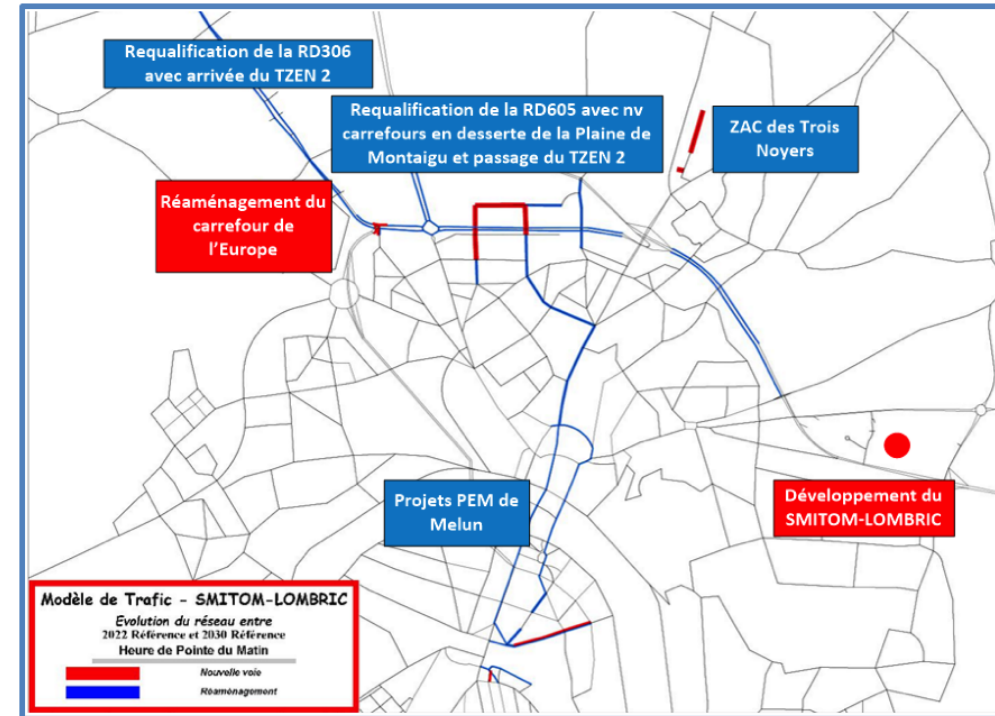 Requalification de la RD306
avec arrivée du TZEN 2
Requalification de la RD605 avec nv
carrefours en desserte de la Plaine de
Montaigu et passage du TZEN 2
ZAC des Trois
Noyers
Réaménagement du
carrefour de
l'Europe
Projets PEM de
Melun
Développement du
SMITOM-LOMBRIC
Modèle de Trafic - SMITOM-LOMBRIC
Evolution du réseau entre
2022 Référence et 2030 Référence
Heure de Pointe du Matin
Nouvelle voie
Réaménagement